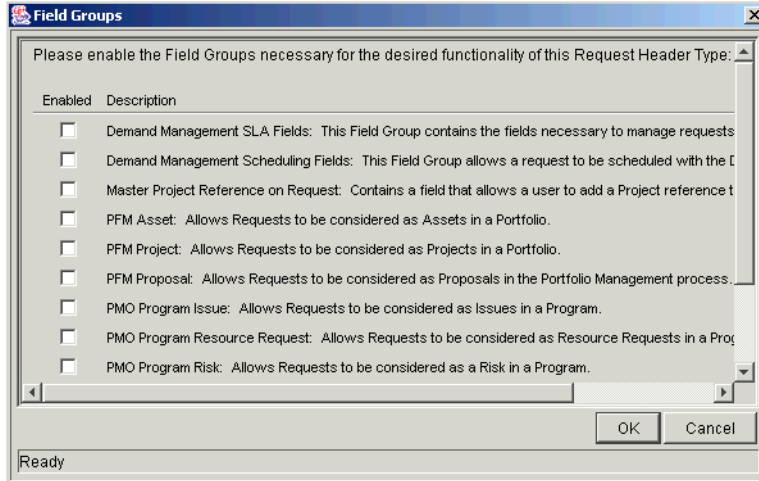 Field Groups
Please enable the Field Groups necessary for the desired functionality of this Request Header Type:
Enabled Description
Demand Management SLA Fields: This Field Group contains the fields necessary to manage requests
Demand Management Scheduling Fields: This Field Group allows a request to be scheduled with the
Master Project Reference on Request: Contains a field that allows a user to add a Project reference t
PFM Asset: Allows Requests to be considered as Assets in a Portfolio.
PFM Project: Allows Requests to be considered as Projects in a Portfolio.
PFM Proposal: Allows Requests to be considered as Proposals in the Portfolio Management process.
PMO Program Issue: Allows Requests to be considered as Issues in a Program.
PMO Program Resource Request: Allows Requests to be considered as Resource Requests in a Prog
PMO Program Risk: Allows Requests to be considered as a Risk in a Program.
OK Cancel
Ready